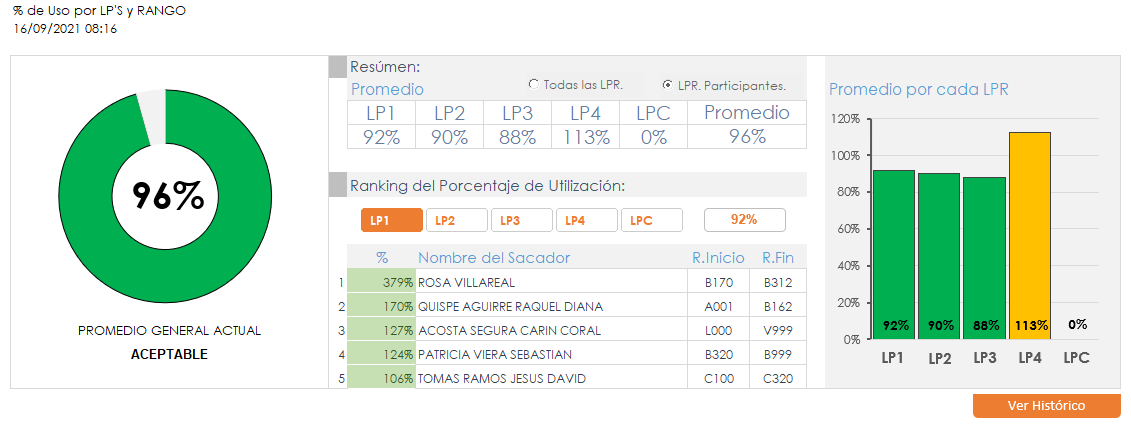 % de Uso por LP'S y RANGO
16/09/2021 08:16
96%
PROMEDIO GENERAL ACTUAL
ACEPTABLE
Resúmen:
Promedio
Todas las LPR.
LPR. Participantes.
LP1 LP2 LP3 LP4 LPC Promedio
92% 90% 88% 113% 0% 96%
Ranking del Porcentaje de Utilización:
LP1 LP2 LP3 LP4 LPC 92%
% Nombre del Sacador R.Inicio R.Fin
1 379% ROSA VILLAREAL B170 B312
2 170% QUISPE AGUIRRE RAQUEL DIANA A001 B162
3 127% ACOSTA SEGURA CARIN CORAL L000 V999
4 124% PATRICIA VIERA SEBASTIAN B320 B999
5 106% TOMAS RAMOS JESUS DAVID C100 C320
Promedio por cada LPR
120%
100%
80%
60%
40%
20%
0%
92% 90% 88% 113% 0%
LP1 LP2 LP3 LP4 LPC
Ver Histórico